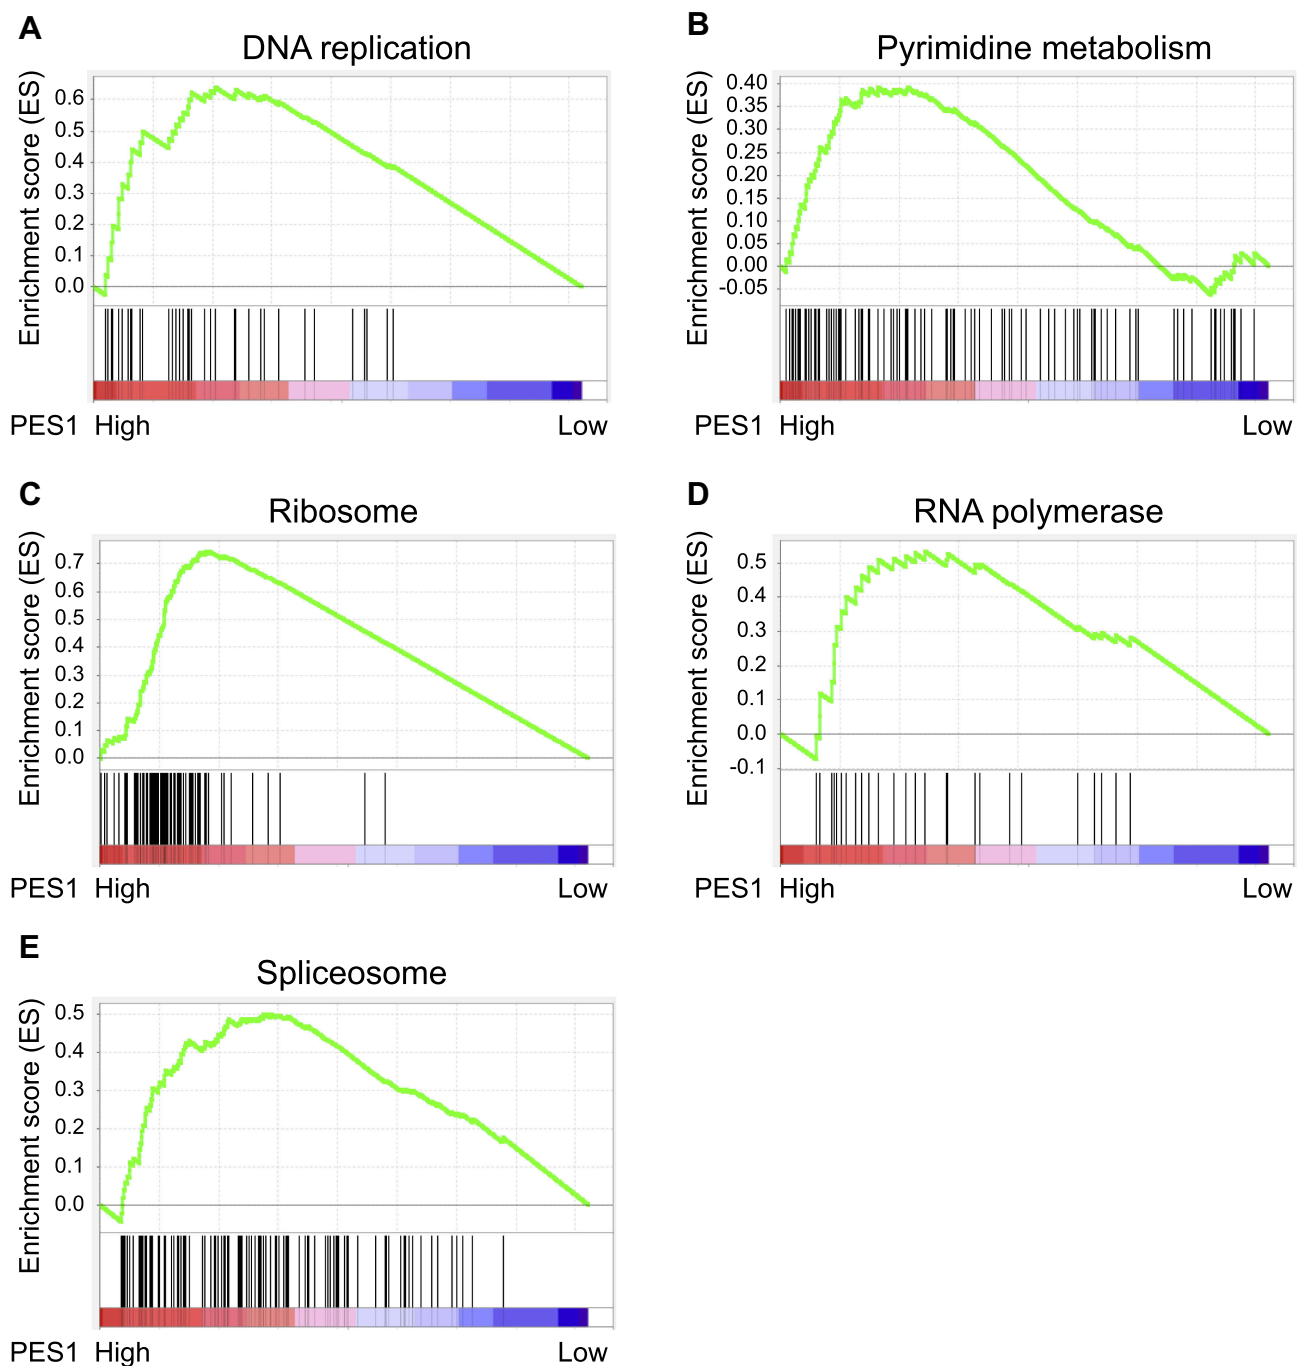 A
DNA replication
Enrichment score (ES)
0.6
0.5
0.4
0.3
0.2
0.1
0.0
PES1 High Low
B
Pyrimidine metabolism
Enrichment score (ES)
0.40
0.35
0.30
0.25
0.20
0.15
0.10
0.05
0.00
-0.05
PES1 High Low
C
Ribosome
Enrichment score (ES)
0.7
0.6
0.5
0.4
0.3
0.2
0.1
0.0
PES1 High Low
D
RNA polymerase
Enrichment score (ES)
0.5
0.4
0.3
0.2
0.1
0.0
-0.1
PES1 High Low
E
Spliceosome
Enrichment score (ES)
0.5
0.4
0.3
0.2
0.1
0.0
PES1 High Low